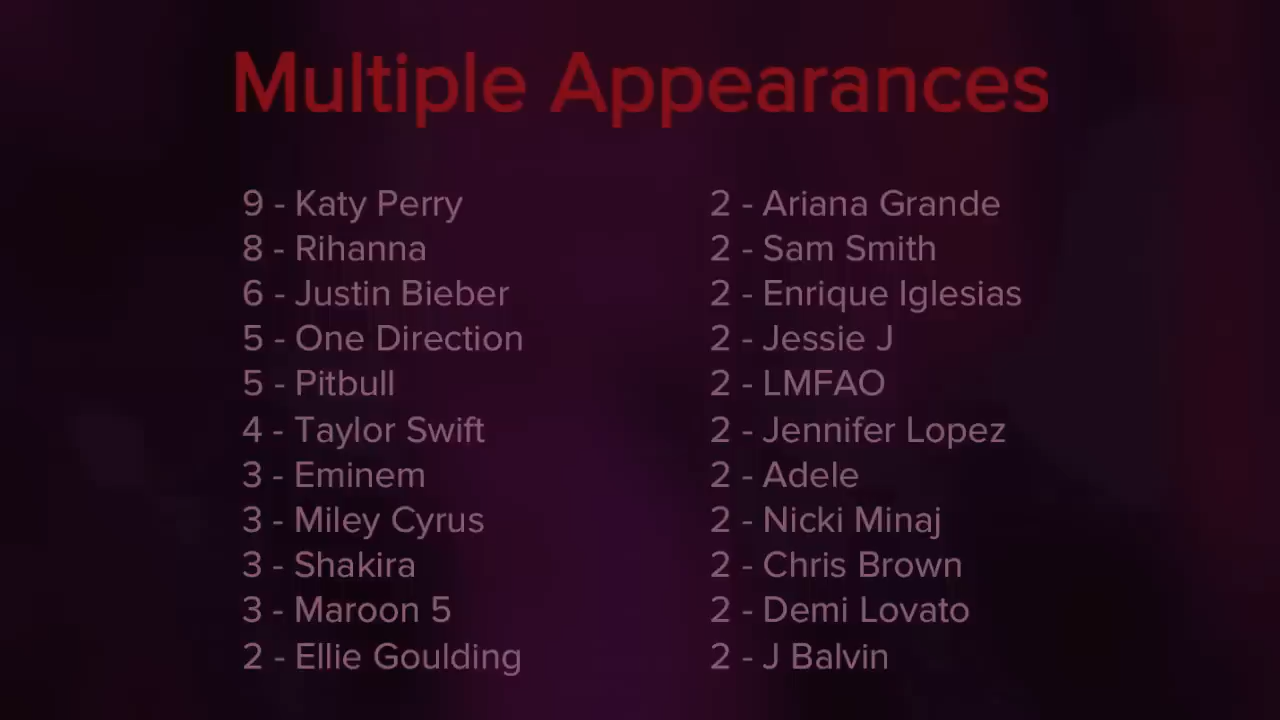 Multiple Appearances
9 - Katy Perry
8 - Rihanna
6 - Justin Bieber
5 - One Direction
5 - Pitbull
4 - Taylor Swift
3 - Eminem
3 - Miley Cyrus
3 - Shakira
3 - Maroon 5
2 - Ellie Goulding
2 - Ariana Grande
2 - Sam Smith
2 - Enrique Iglesias
2 - Jessie J
2 - LMFAO
2 - Jennifer Lopez
2 - Adele
2 - Nicki Minaj
2 - Chris Brown
2 - Demi Lovato
2 - J Balvin